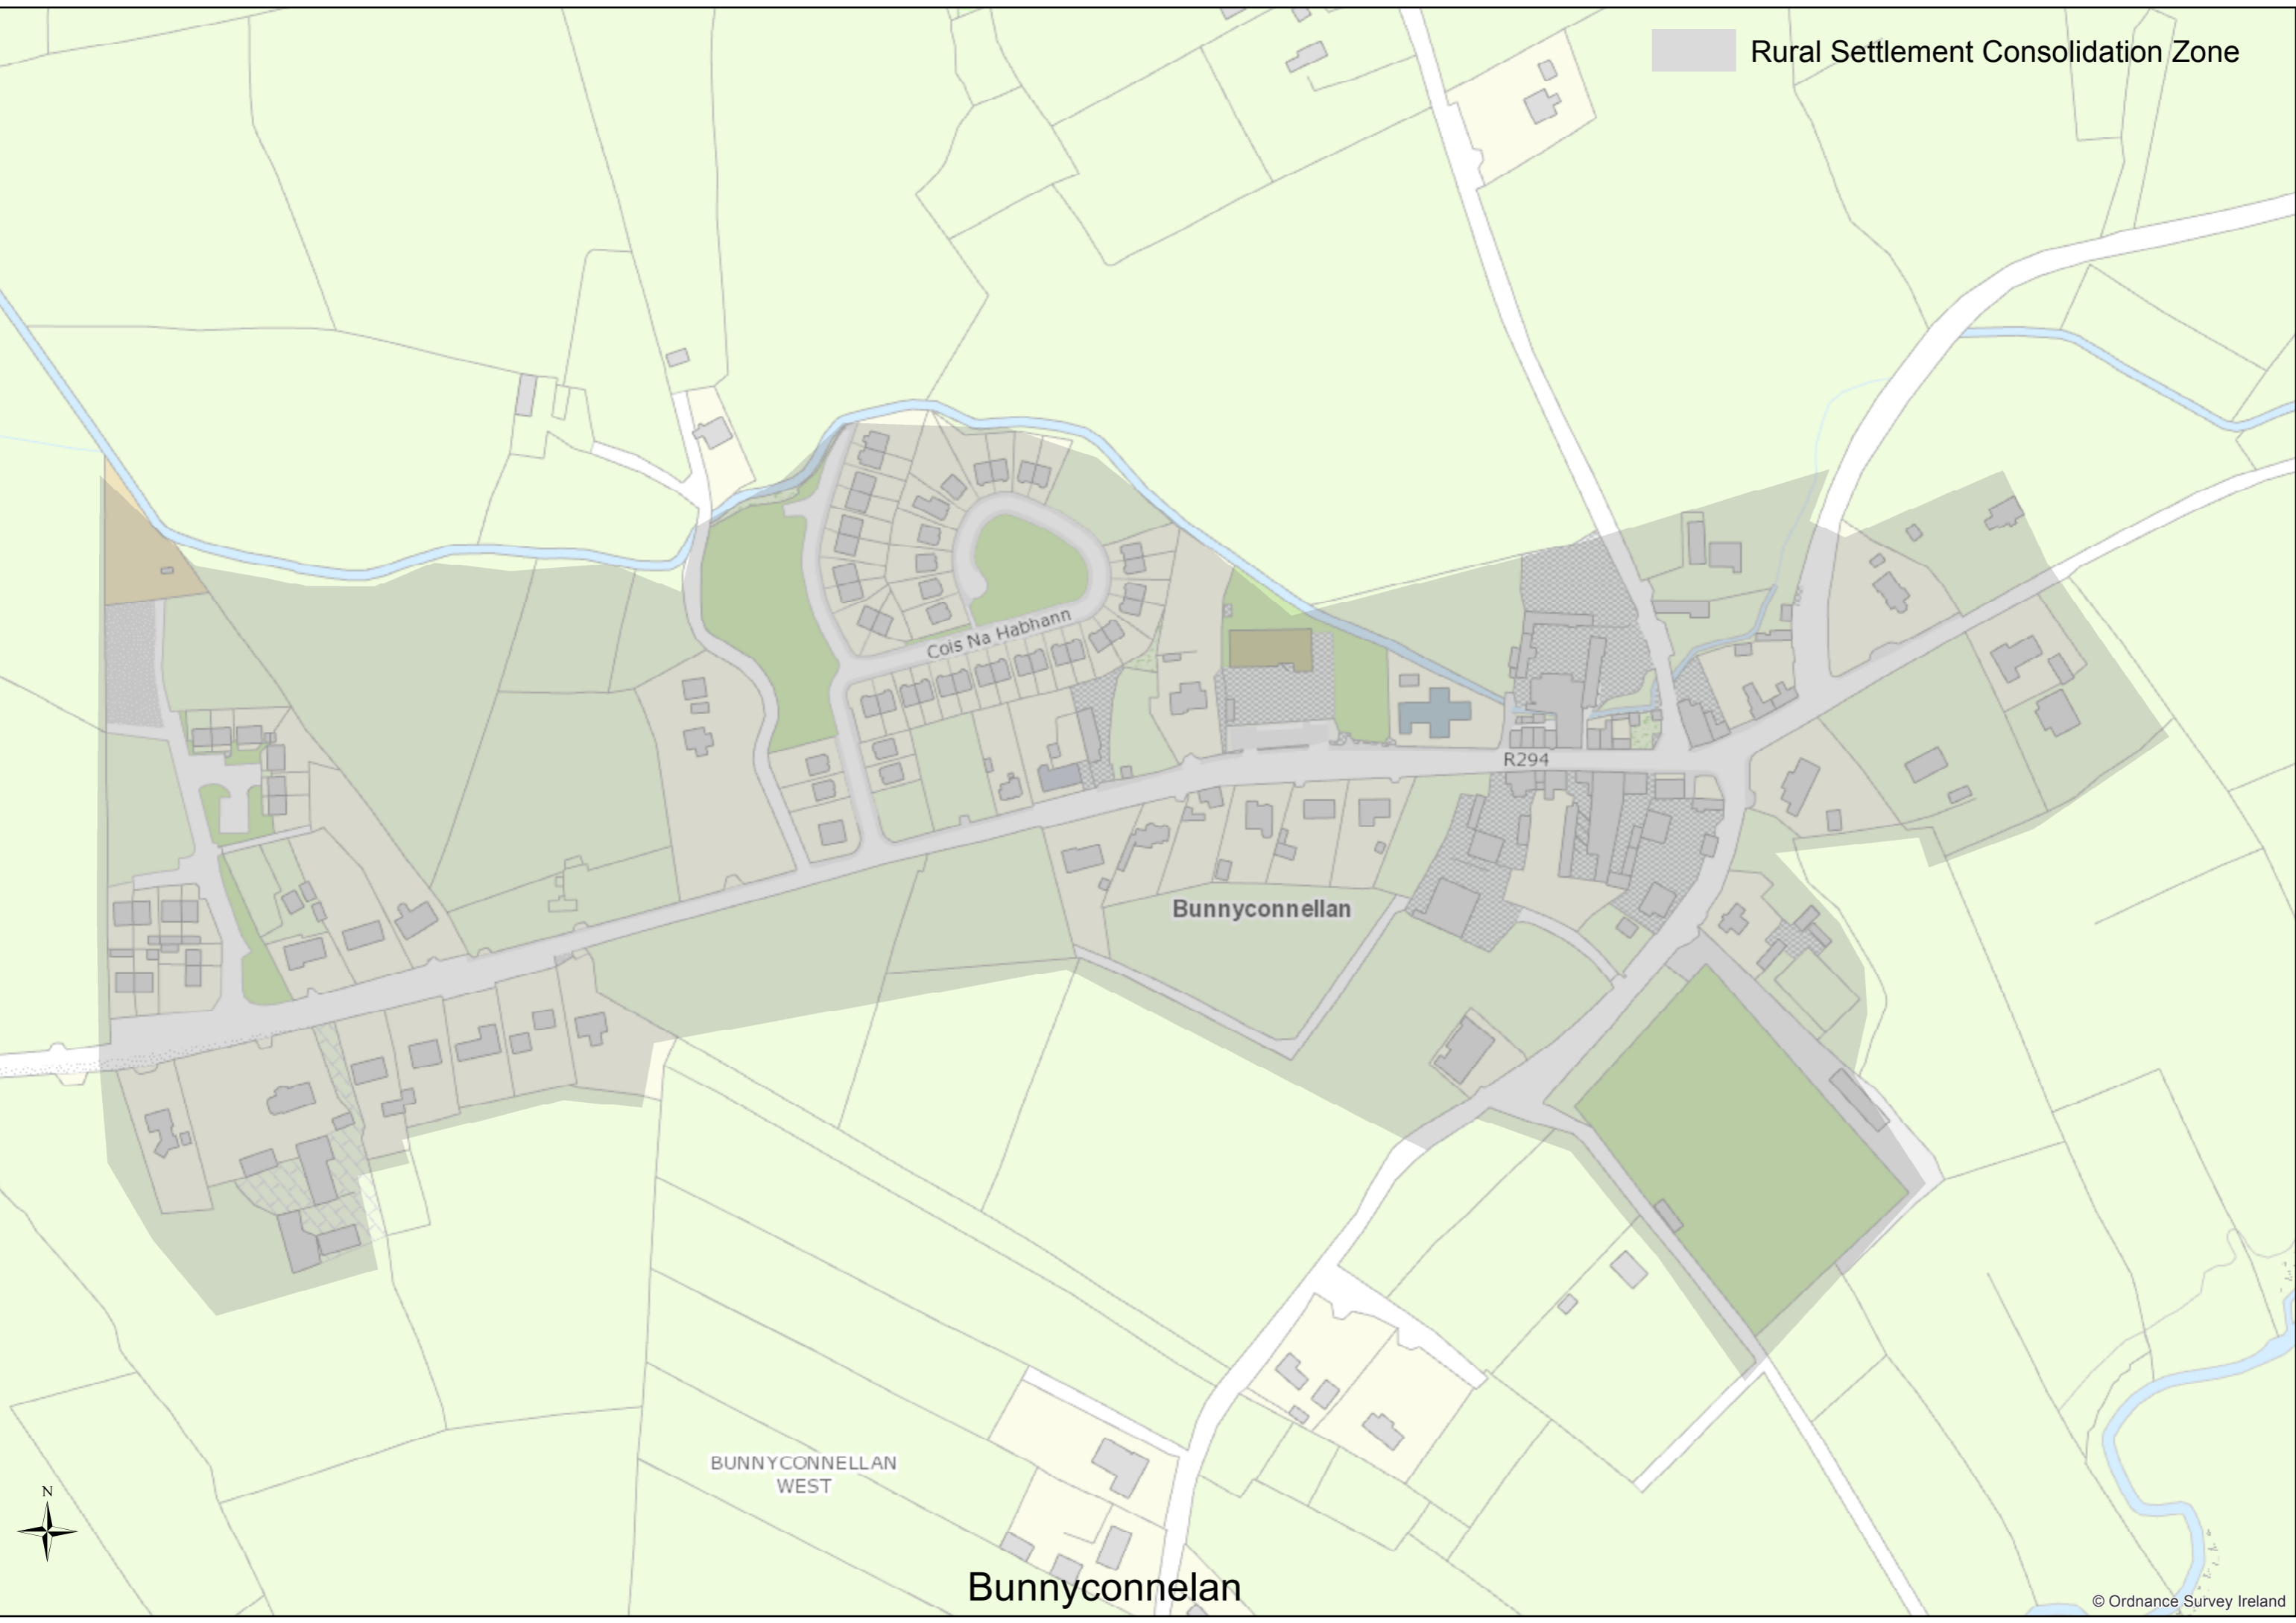 Rural Settlement Consolidation Zone
Cois Na Habhann
R294
Bunnyconnellan
BUNNYCONNELLAN
WEST
N
Bunnyconnelan
© Ordnance Survey Ireland